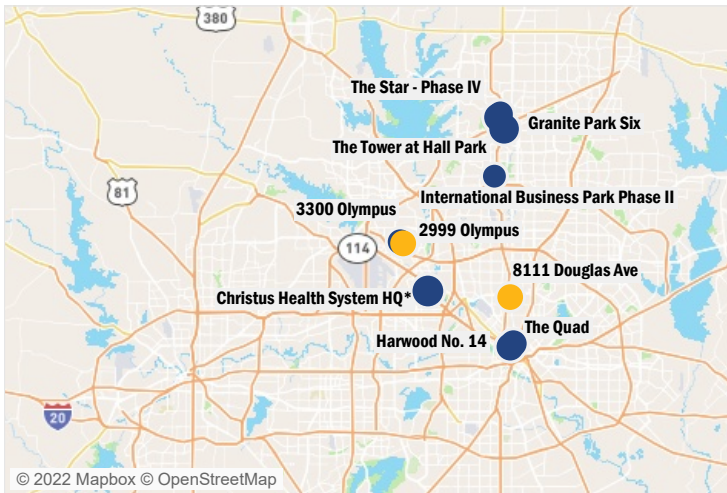 380
The Star - Phase IV
Granite Park Six
The Tower at Hall Park
81
International Business Park Phase II
3300 Olympus
2999 Olympus
114
8111 Douglas Ave
Christus Health System HQ*
The Quad
Harwood No. 14
20
© 2022 Mapbox © OpenStreetMap